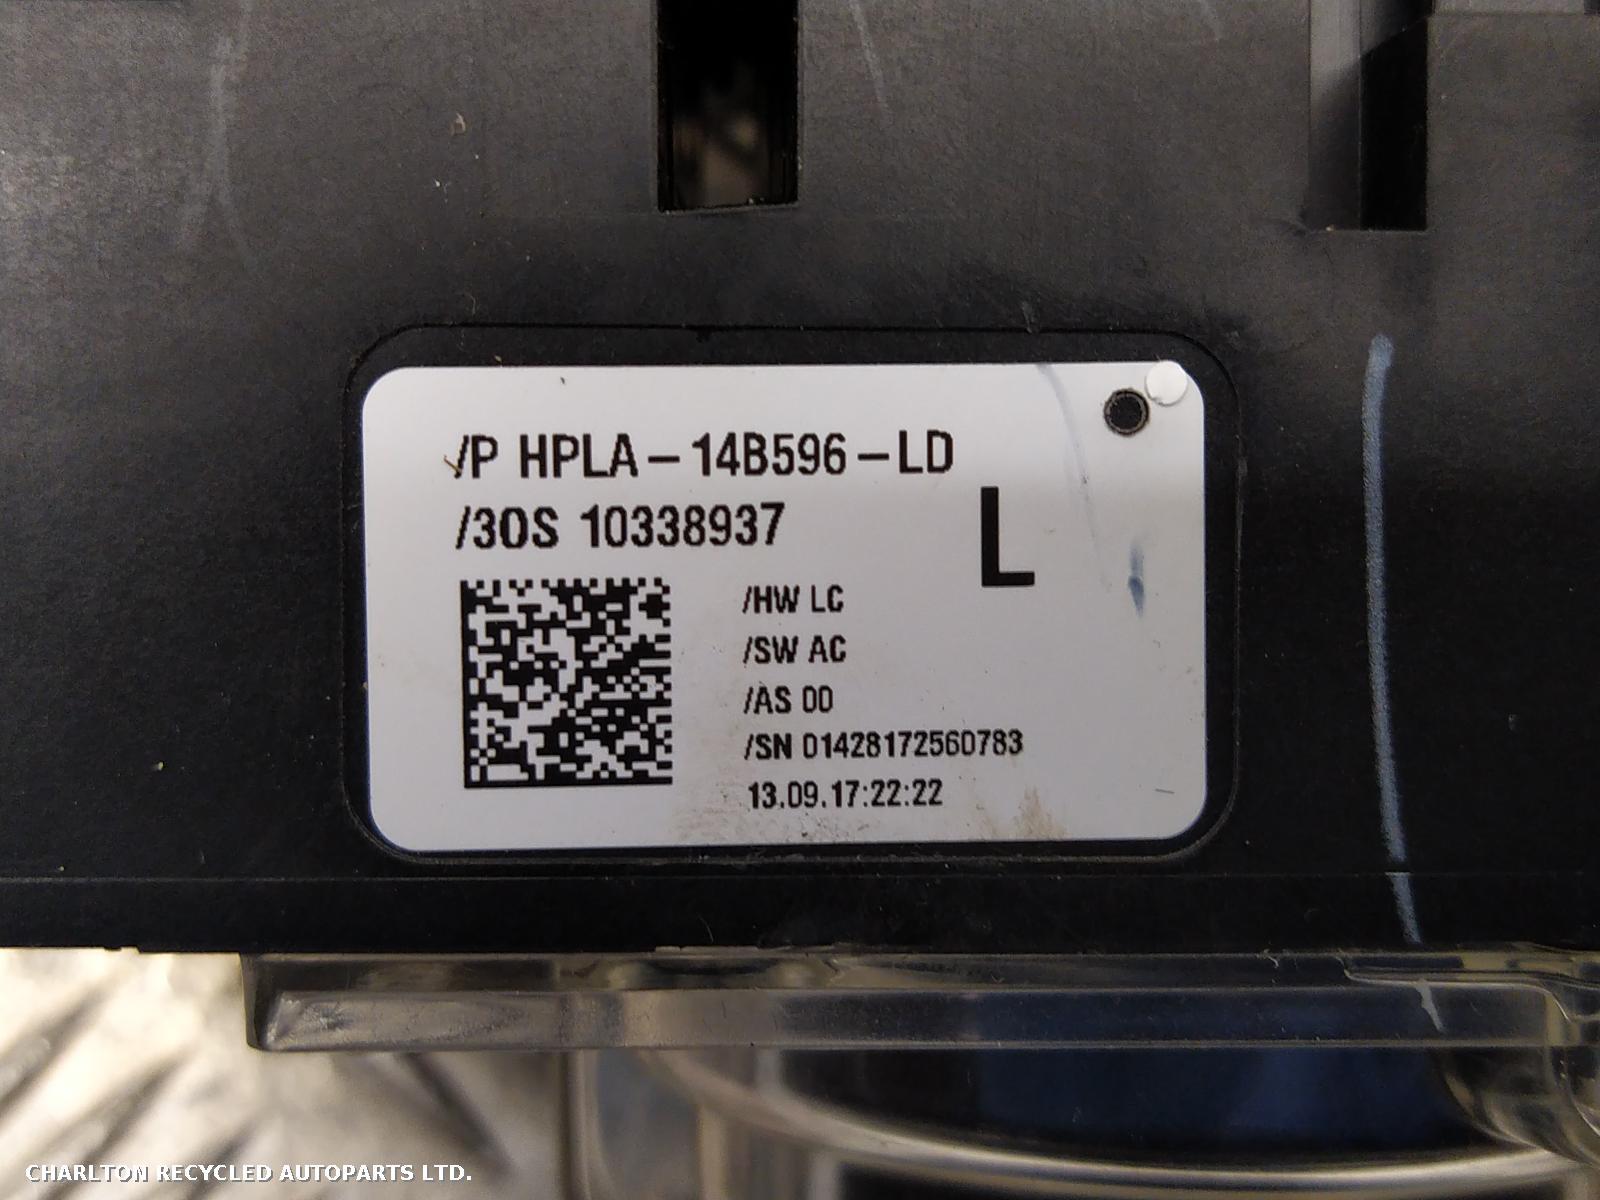 /P HPLA-14B596-LD
/3OS 10338937
L
/HW LC
/SW AC
/AS 00
/SN 01428172560783
13.09.17:22:22
CHARLTON RECYCLED AUTOPARTS LTD.